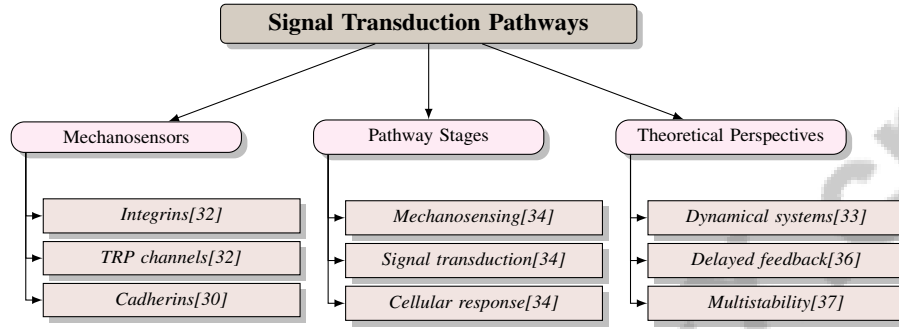 Signal Transduction Pathways
Mechanosensors
Pathway Stages
Theoretical Perspectives
Integrins[32]
TRP channels[32]
Cadherins[30]
Mechanosensing[34]
Signal transduction[34]
Cellular response[34]
Dynamical systems[33]
Delayed feedback[36]
Multistability[37]